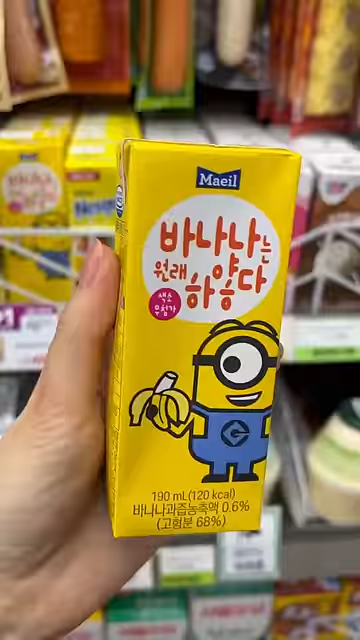 Maeil
바나나는
원래
하얗다
색소
무첨가
190 mL(120 kcal)
바나나과즙농축액 0.6%
(고형분 68%)